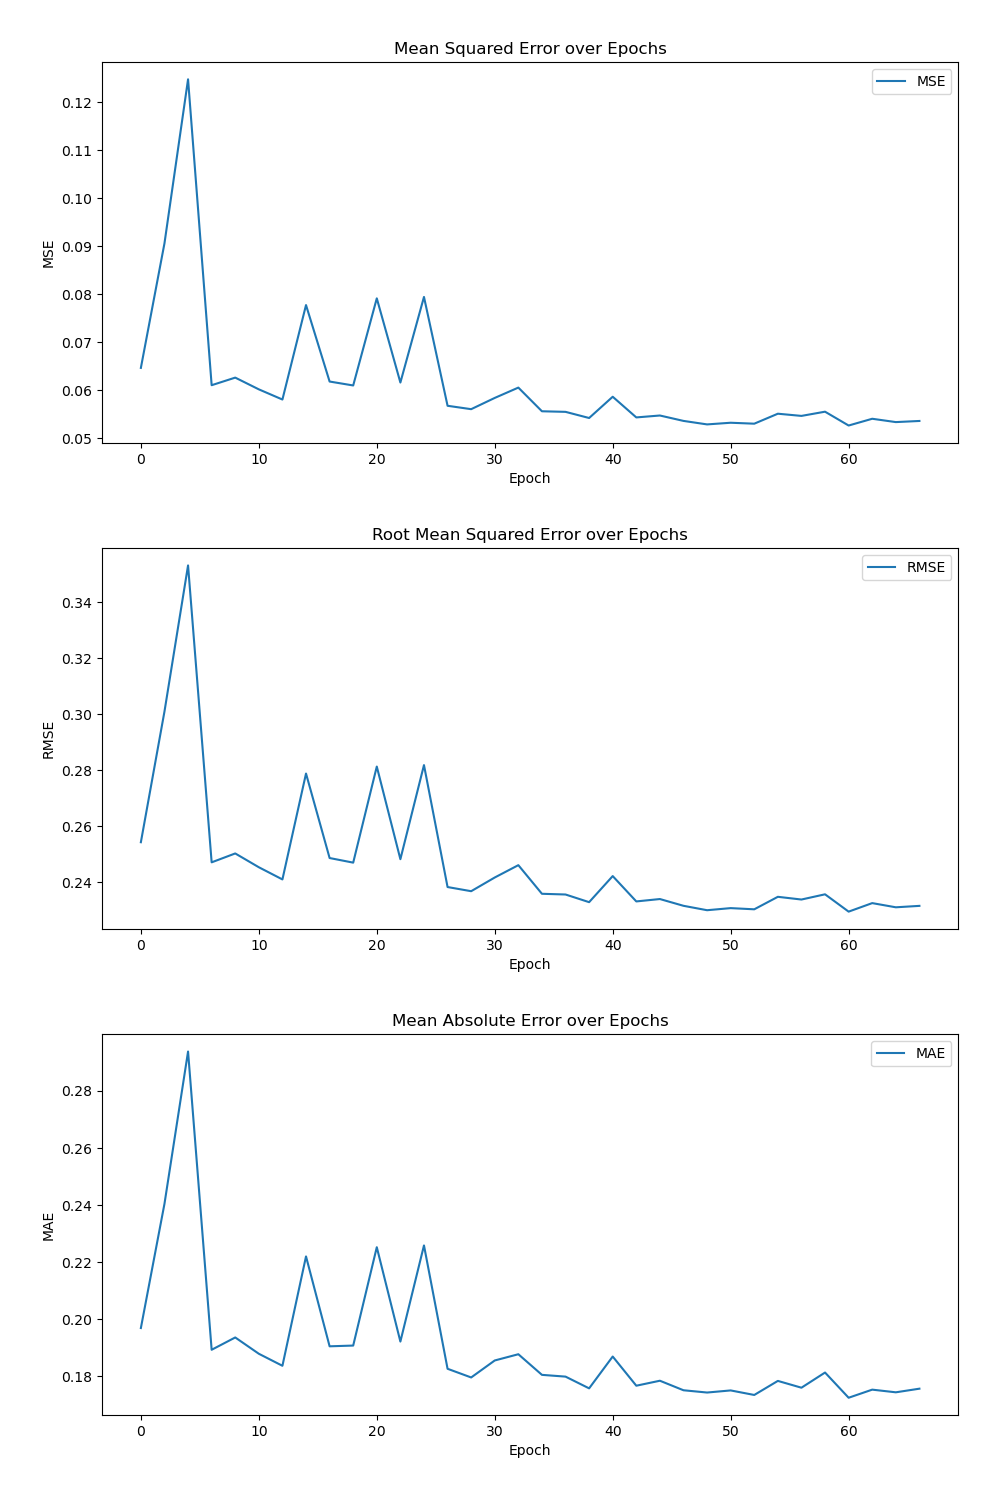 Mean Squared Error over Epochs
MSE
0.12
0.11
0.10
0.09
0.08
0.07
0.06
0.05
MSE
0 10 20 30 40 50 60
Epoch
Root Mean Squared Error over Epochs
RMSE
0.34
0.32
0.30
0.28
0.26
0.24
RMSE
0 10 20 30 40 50 60
Epoch
Mean Absolute Error over Epochs
MAE
0.28
0.26
0.24
0.22
0.20
0.18
MAE
0 10 20 30 40 50 60
Epoch